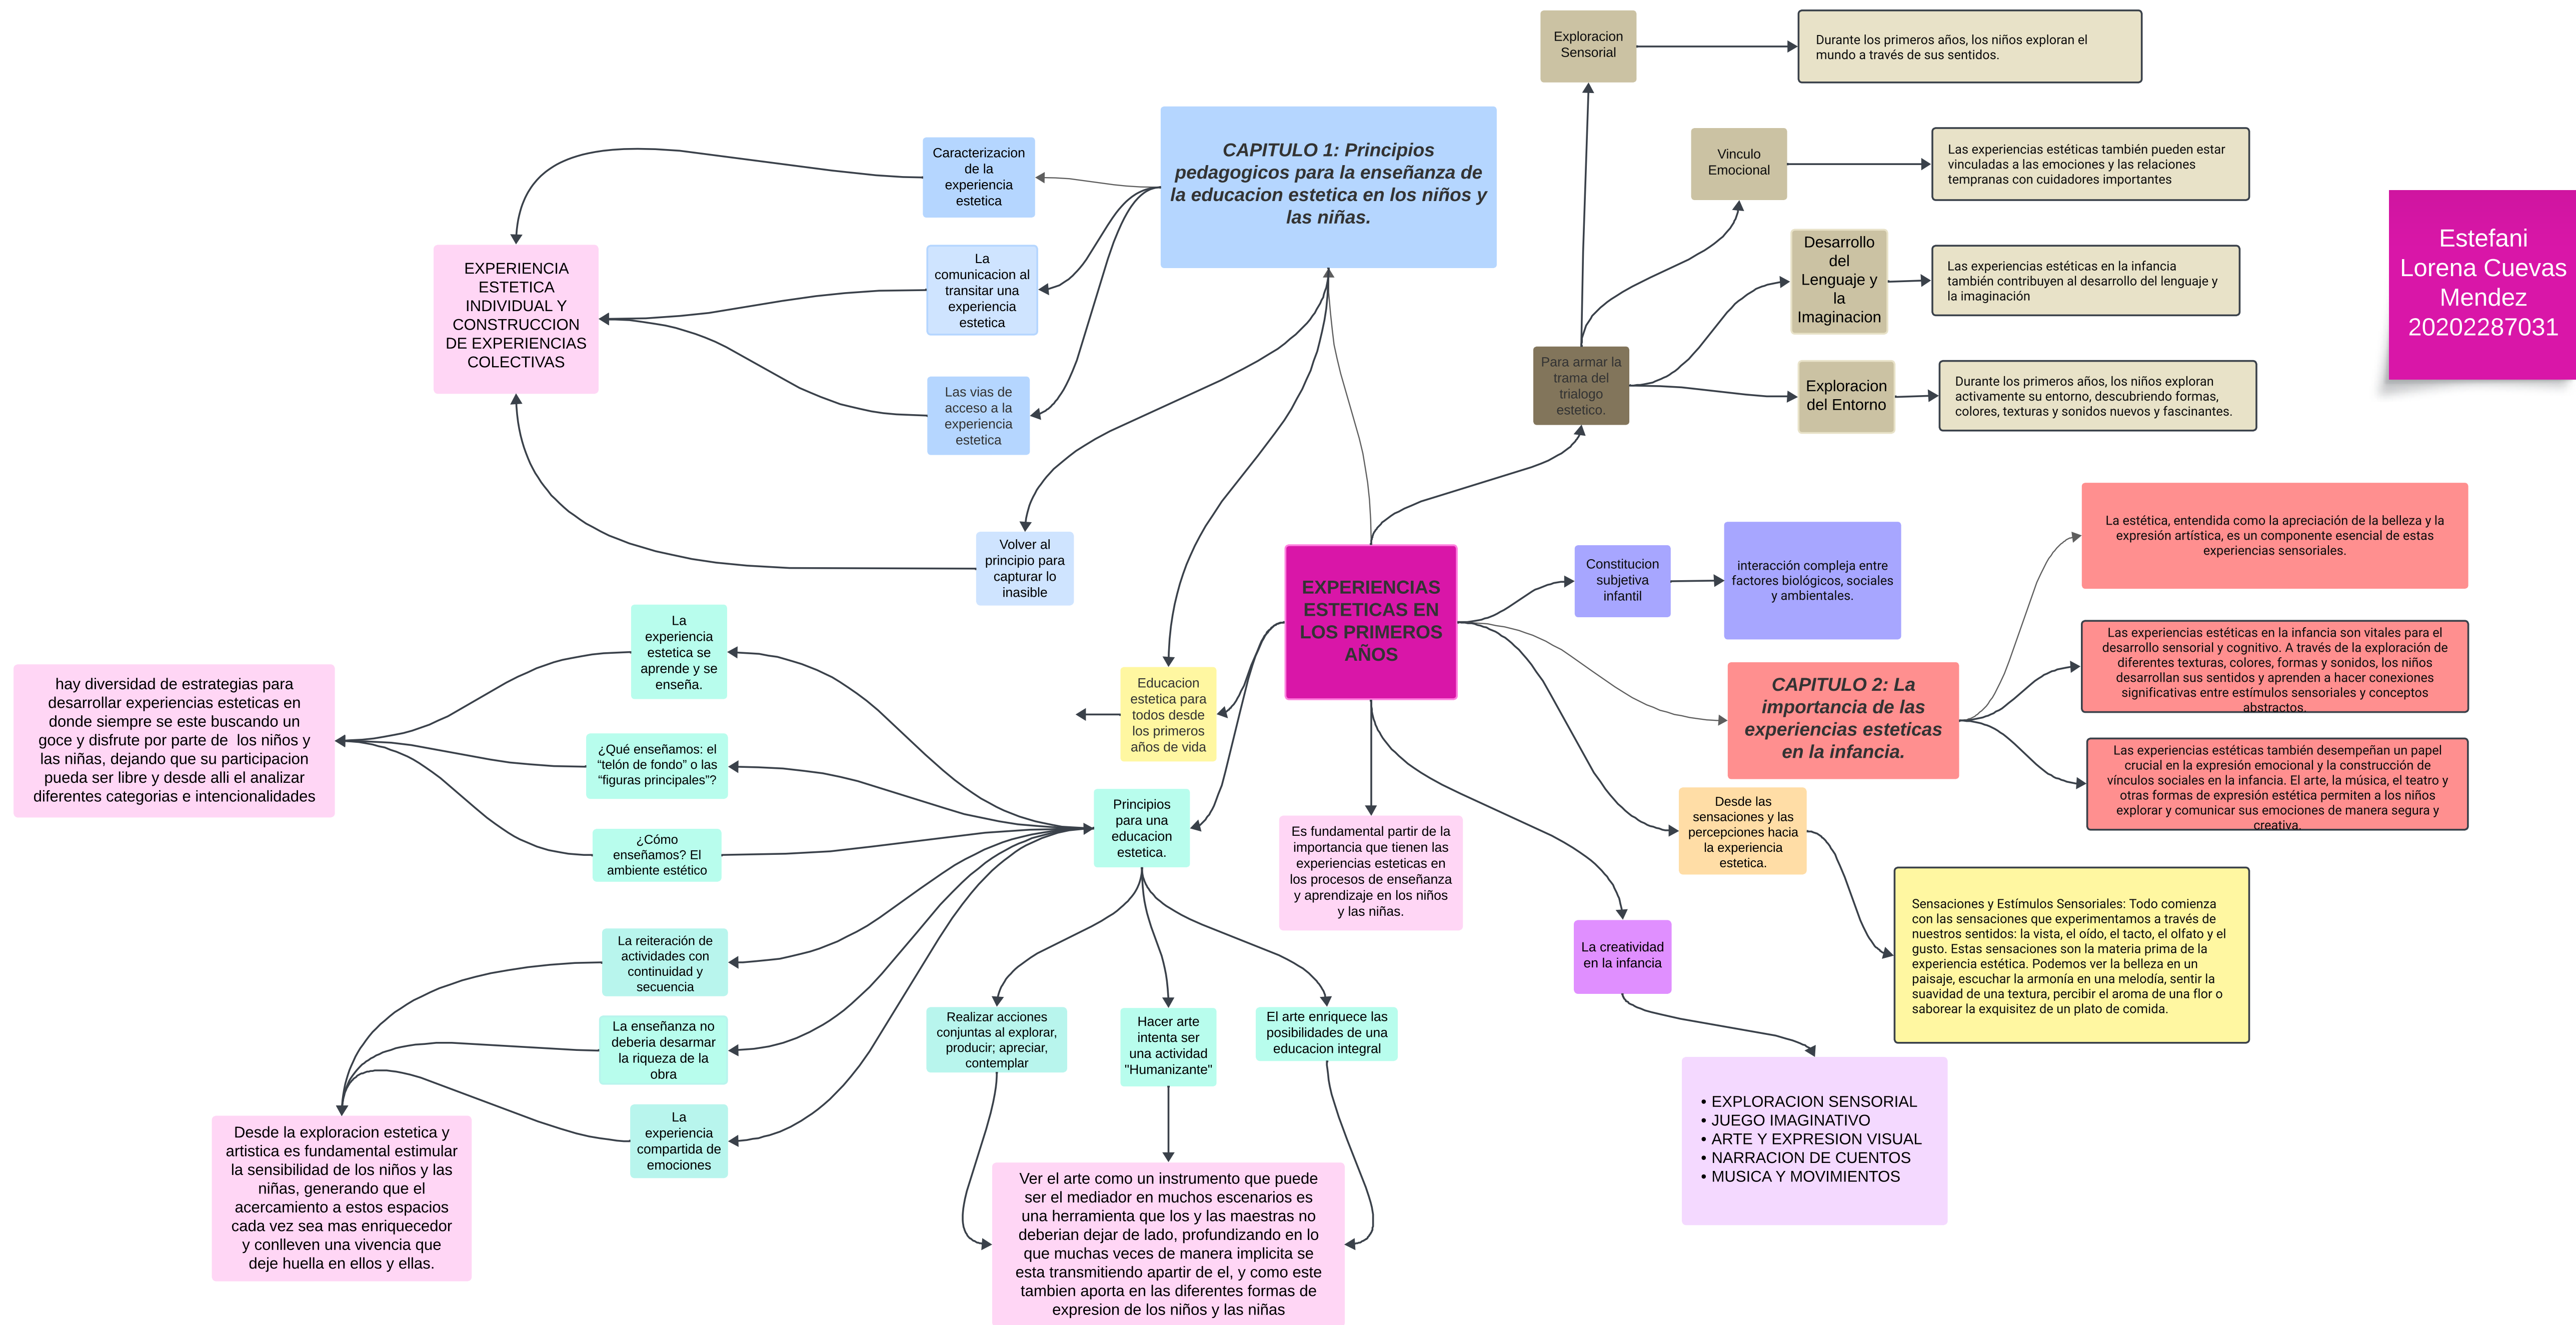 Exploracion
Sensorial
Durante los primeros años, los niños exploran el
mundo a través de sus sentidos.
CAPITULO 1: Principios
pedagogicos para la enseñanza de
la educacion estetica en los niños y
las niñas.
Caracterizacion
de la
experiencia
estetica
Vinculo
Emocional
Las experiencias estéticas también pueden estar
vinculadas a las emociones y las relaciones
tempranas con cuidadores importantes
Estefani
Lorena Cuevas
Mendez
20202287031
EXPERIENCIA
ESTETICA
INDIVIDUAL Y
CONSTRUCCION
DE EXPERIENCIAS
COLECTIVAS
La
comunicacion al
transitar una
experiencia
estetica
Desarrollo
del
Lenguaje y
la
Imaginacion
Las experiencias estéticas en la infancia
también contribuyen al desarrollo del lenguaje y
la imaginación
Las vias de
acceso a la
experiencia
estetica
Para armar la
trama del
trialogo
estetico.
Exploracion
del Entorno
Durante los primeros años, los niños exploran
activamente su entorno, descubriendo formas,
colores, texturas y sonidos nuevos y fascinantes.
Volver al
principio para
capturar lo
inasible
EXPERIENCIAS
ESTETICAS EN
LOS PRIMEROS
AÑOS
Constitucion
subjetiva
infantil
interacción compleja entre
factores biológicos, sociales
y ambientales.
La estética, entendida como la apreciación de la belleza y la
expresión artística, es un componente esencial de estas
experiencias sensoriales.
La
experiencia
estetica se
aprende y se
enseña.
Las experiencias estéticas en la infancia son vitales para el
desarrollo sensorial y cognitivo. A través de la exploración de
diferentes texturas, colores, formas y sonidos, los niños
desarrollan sus sentidos y aprenden a hacer conexiones
significativas entre estímulos sensoriales y conceptos
abstractos.
hay diversidad de estrategias para
desarrollar experiencias esteticas en
donde siempre se este buscando un
goce y disfrute por parte de  los niños y
las niñas, dejando que su participacion
pueda ser libre y desde alli el analizar
diferentes categorias e intencionalidades
Educacion
estetica para
todos desde
los primeros
años de vida
CAPITULO 2: La
importancia de las
experiencias esteticas
en la infancia.
¿Qué enseñamos: el
“telón de fondo” o las
“figuras principales”?
Las experiencias estéticas también desempeñan un papel
crucial en la expresión emocional y la construcción de
vínculos sociales en la infancia. El arte, la música, el teatro y
otras formas de expresión estética permiten a los niños
explorar y comunicar sus emociones de manera segura y
creativa.
¿Cómo
enseñamos? El
ambiente estético
Principios
para una
educacion
estetica.
Es fundamental partir de la
importancia que tienen las
experiencias esteticas en
los procesos de enseñanza
y aprendizaje en los niños
y las niñas.
Desde las
sensaciones y las
percepciones hacia
la experiencia
estetica.
Sensaciones y Estímulos Sensoriales: Todo comienza
con las sensaciones que experimentamos a través de
nuestros sentidos: la vista, el oído, el tacto, el olfato y el
gusto. Estas sensaciones son la materia prima de la
experiencia estética. Podemos ver la belleza en un
paisaje, escuchar la armonía en una melodía, sentir la
suavidad de una textura, percibir el aroma de una flor o
saborear la exquisitez de un plato de comida.
La reiteración de
actividades con
continuidad y
secuencia
La creatividad
en la infancia
La enseñanza no
deberia desarmar
la riqueza de la
obra
Realizar acciones
conjuntas al explorar,
producir; apreciar,
contemplar
Hacer arte
intenta ser
una actividad
"Humanizante"
El arte enriquece las
posibilidades de una
educacion integral
La
experiencia
compartida de
emociones
• EXPLORACION SENSORIAL
• JUEGO IMAGINATIVO
• ARTE Y EXPRESION VISUAL
• NARRACION DE CUENTOS
• MUSICA Y MOVIMIENTOS
Desde la exploracion estetica y
artistica es fundamental estimular
la sensibilidad de los niños y las
niñas, generando que el
acercamiento a estos espacios
cada vez sea mas enriquecedor
y conlleven una vivencia que
deje huella en ellos y ellas.
Ver el arte como un instrumento que puede
ser el mediador en muchos escenarios es
una herramienta que los y las maestras no
deberian dejar de lado, profundizando en lo
que muchas veces de manera implicita se
esta transmitiendo apartir de el, y como este
tambien aporta en las diferentes formas de
expresion de los niños y las niñas